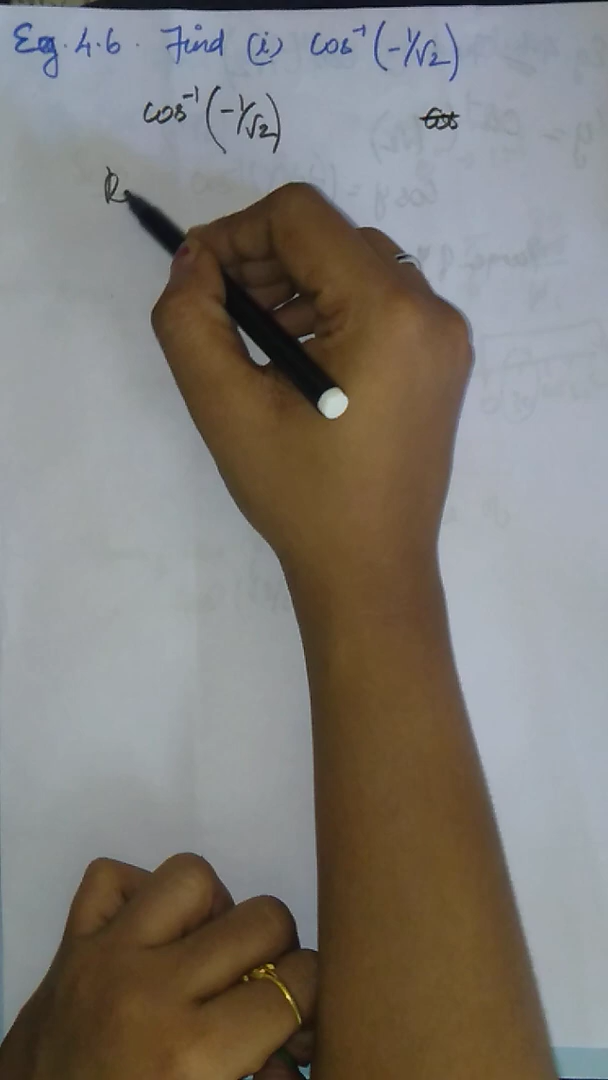 Eg. 4.6. Find (i) cos⁻¹(-1/√2)
cos⁻¹(-1/√2)
R